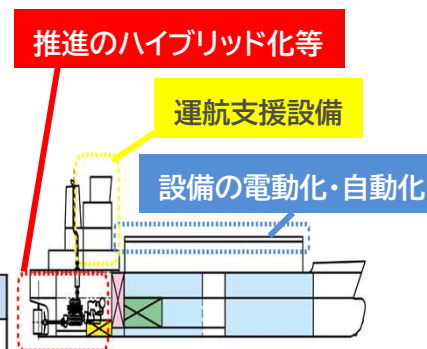 推進のハイブリッド化等
運航支援設備
設備の電動化・自動化